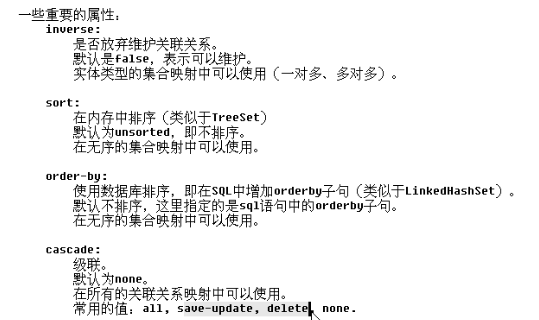 一些重要的属性:
inverse:
是否放弃维护关联关系。
默认是false, 表示可以维护。
实体类型的集合映射中可以使用（一对多、多对多）。
sort:
在内存中排序（类似于TreeSet）
默认为unsorted, 即不排序。
在无序的集合映射中可以使用。
order-by:
使用数据库排序, 即在SQL中增加orderby子句（类似于LinkedHashSet）。
默认不排序, 这里指定的是sql语句中的orderby子句。
在无序的集合映射中可以使用。
cascade:
级联。
默认为none。
在所有的关联关系映射中可以使用。
常用的值: all, save-update, delete, none.